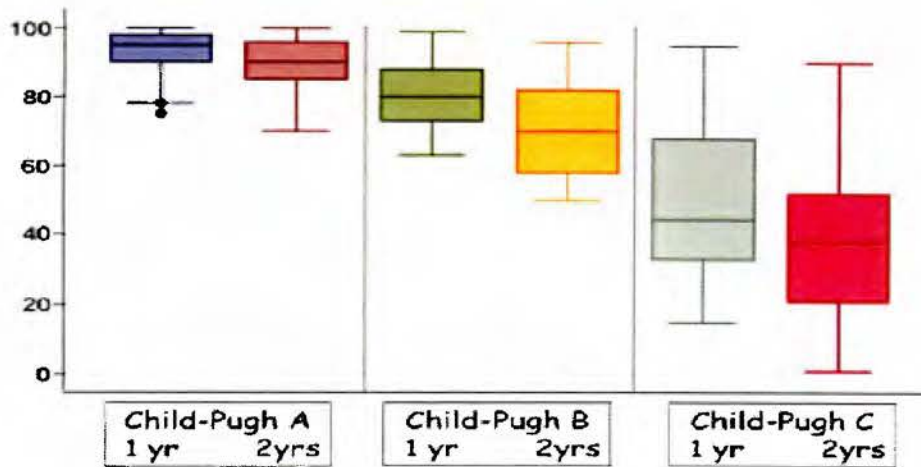 100
80
60
40
20
0
Child-Pugh A
1 yr 2yrs
Child-Pugh B
1 yr 2yrs
Child-Pugh C
1 yr 2yrs